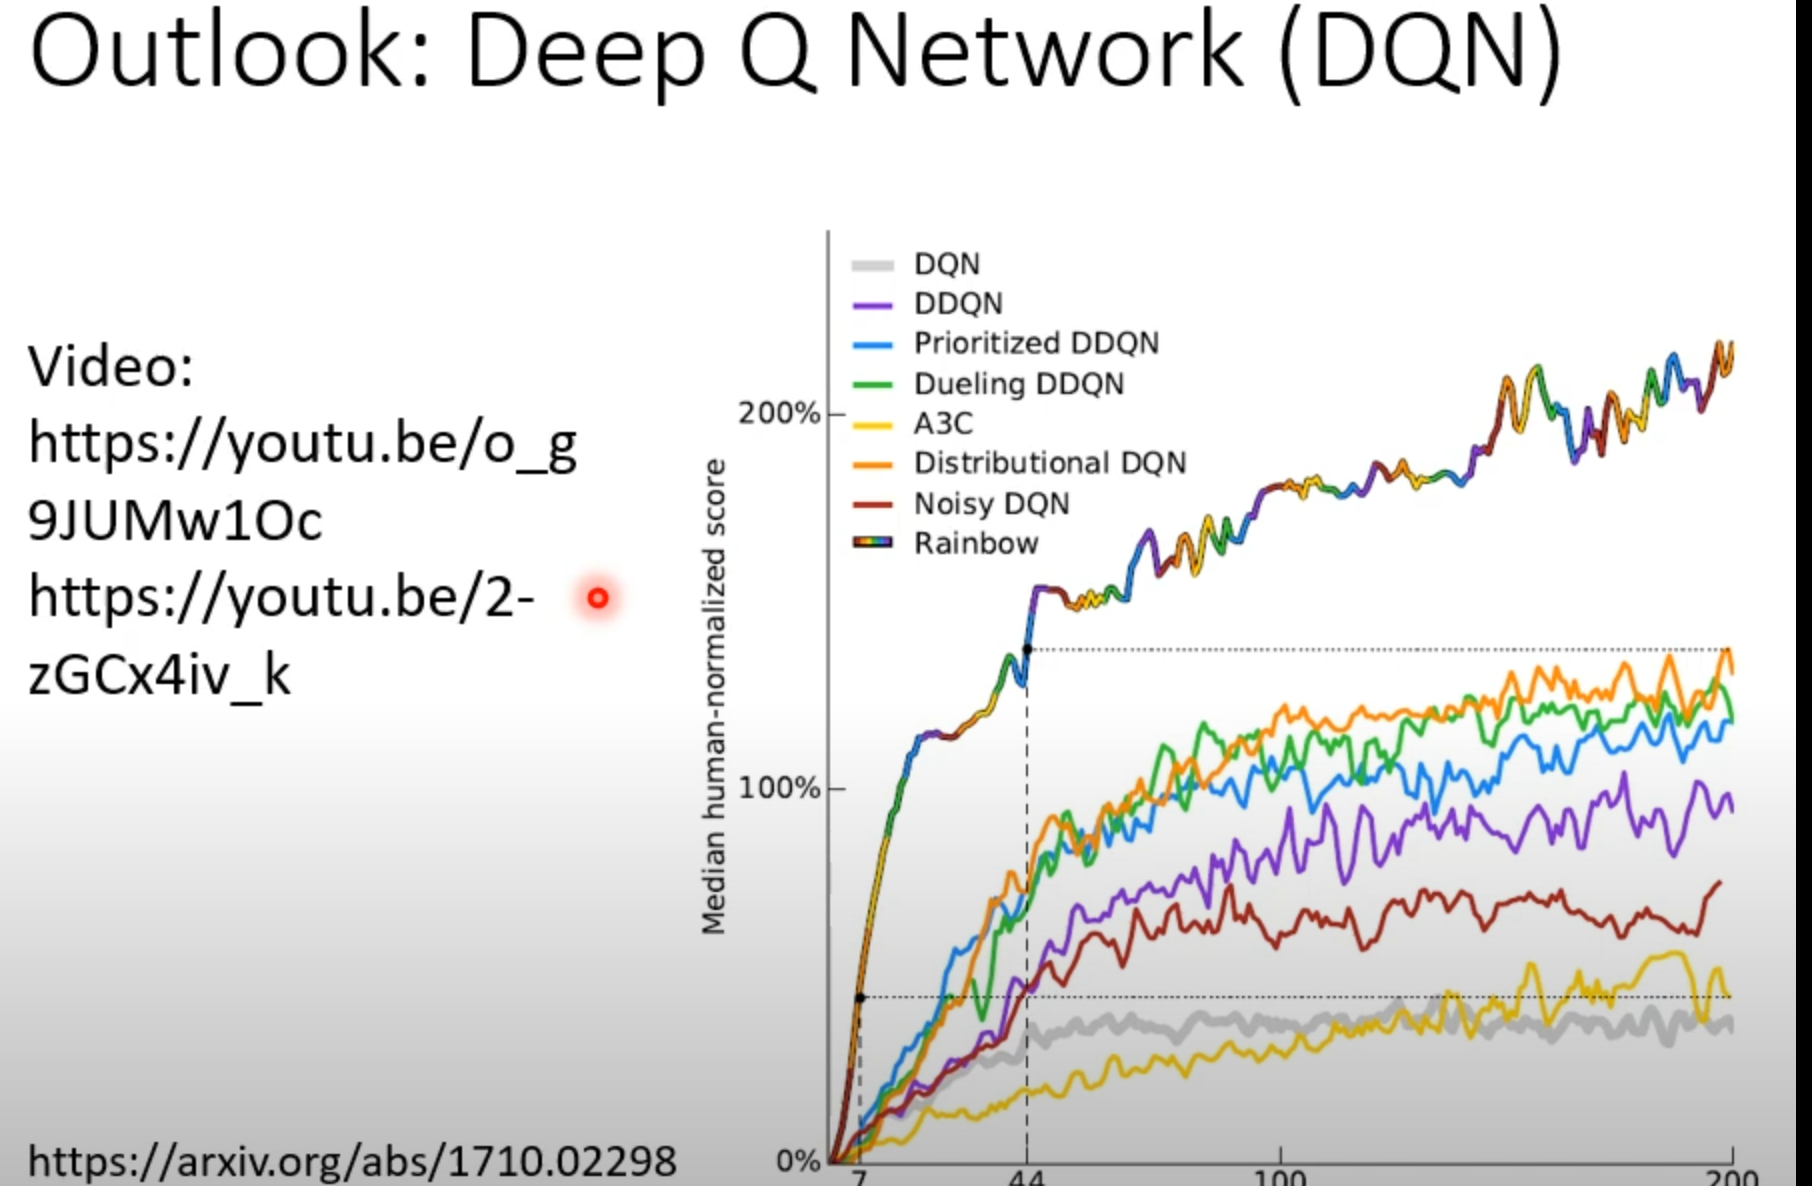 Outlook: Deep Q Network (DQN)
Video:
https://youtu.be/o_g
9JUMw1Oc
https://youtu.be/2-
zGCx4iv_k
https://arxiv.org/abs/1710.02298
Median human-normalized score
200%
100%
0%
DQN
DDQN
Prioritized DDQN
Dueling DDQN
A3C
Distributional DQN
Noisy DQN
Rainbow
7 44 100 200